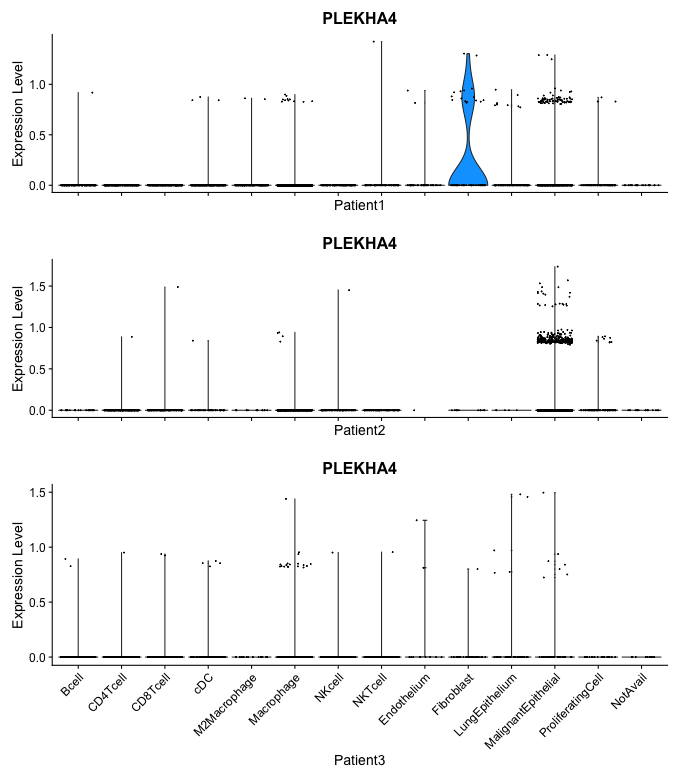 PLEKHA4
Expression Level
1.0
0.5
0.0
Patient1
PLEKHA4
Expression Level
1.5
1.0
0.5
0.0
Patient2
PLEKHA4
Expression Level
1.5
1.0
0.5
0.0
Bcell
CD4Tcell
CD8Tcell
cDC
M2Macrophage
Macrophage
NKcell
NKTcell
Endothelium
Fibroblast
LungEpithelium
MalignantEpithelial
ProliferatingCell
NotAvail
Patient3